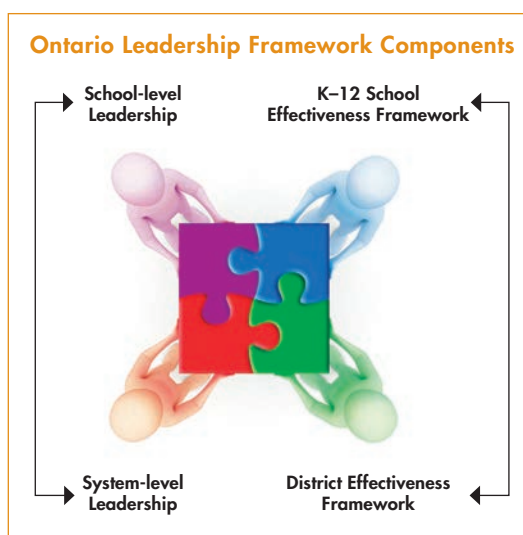 Ontario Leadership Framework Components
School-level
Leadership
K–12 School
Effectiveness Framework
System-level
Leadership
District Effectiveness
Framework